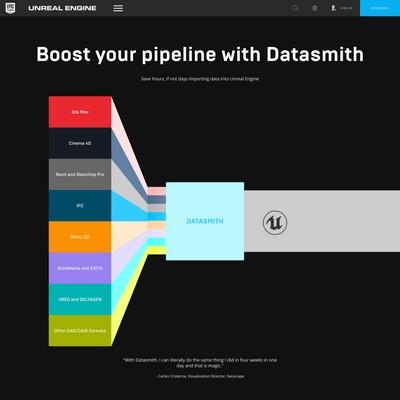 EPIC GAMES
UNREAL ENGINE
SIGN IN
DOWNLOAD
Boost your pipeline with Datasmith
Save hours, if not days importing data into Unreal Engine
3ds Max
Cinema 4D
Revit and SketchUp Pro
IFC
Rhino 3D
Solidworks and CATIA
VRED and DELTAGEN
Other CAD/CAID Formats
DATASMITH
"With Datasmith, I can literally do the same thing I did in four weeks in one
day and that is magic."
- Carlos Cristerna, Visualization Director, Neoscape